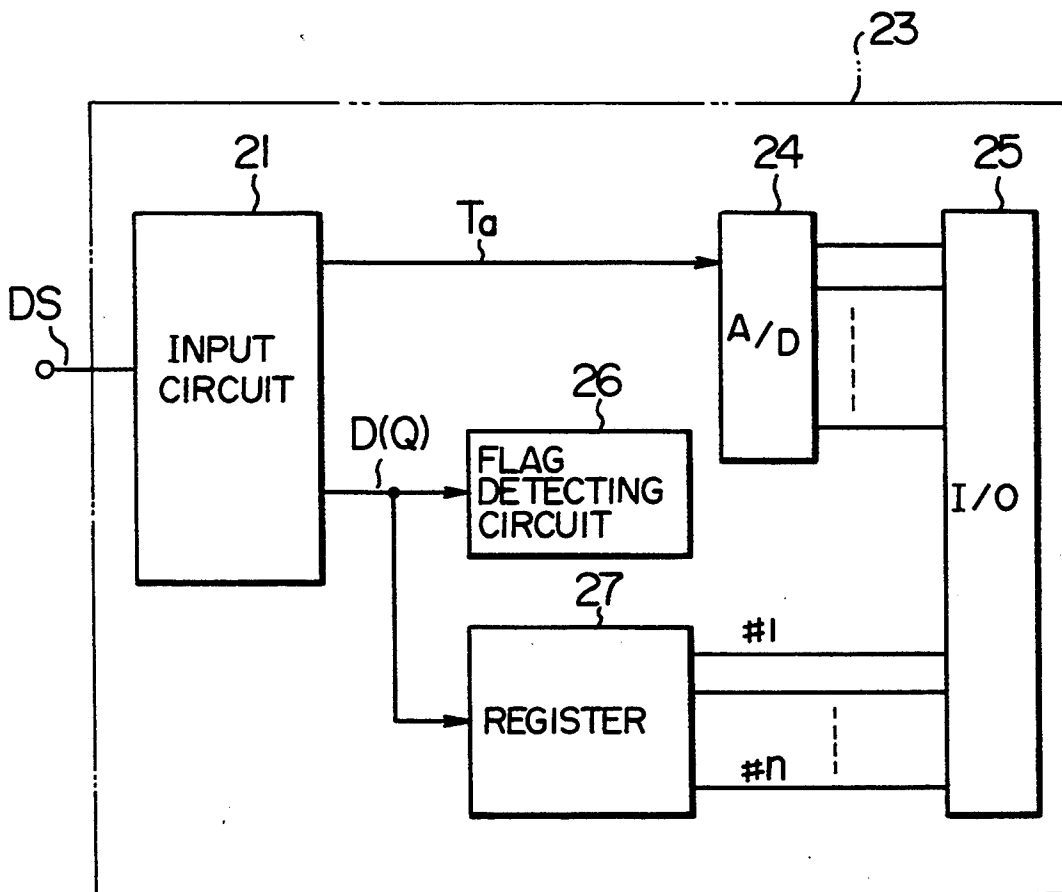 23
21
24
25
Ta
DS
INPUT
CIRCUIT
A/D
26
D(Q)
FLAG
DETECTING
CIRCUIT
I/O
27
#1
REGISTER
#n